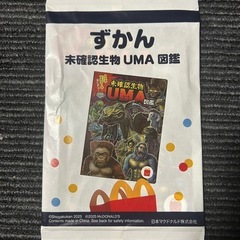 ずかん
未確認生物 UMA 図鑑
未確認生物
UMA
図鑑
©Shogakukan 2025 ©2025 McDONALD'S
Made in China. See back for safety information.
日本マクドナルド株式会社